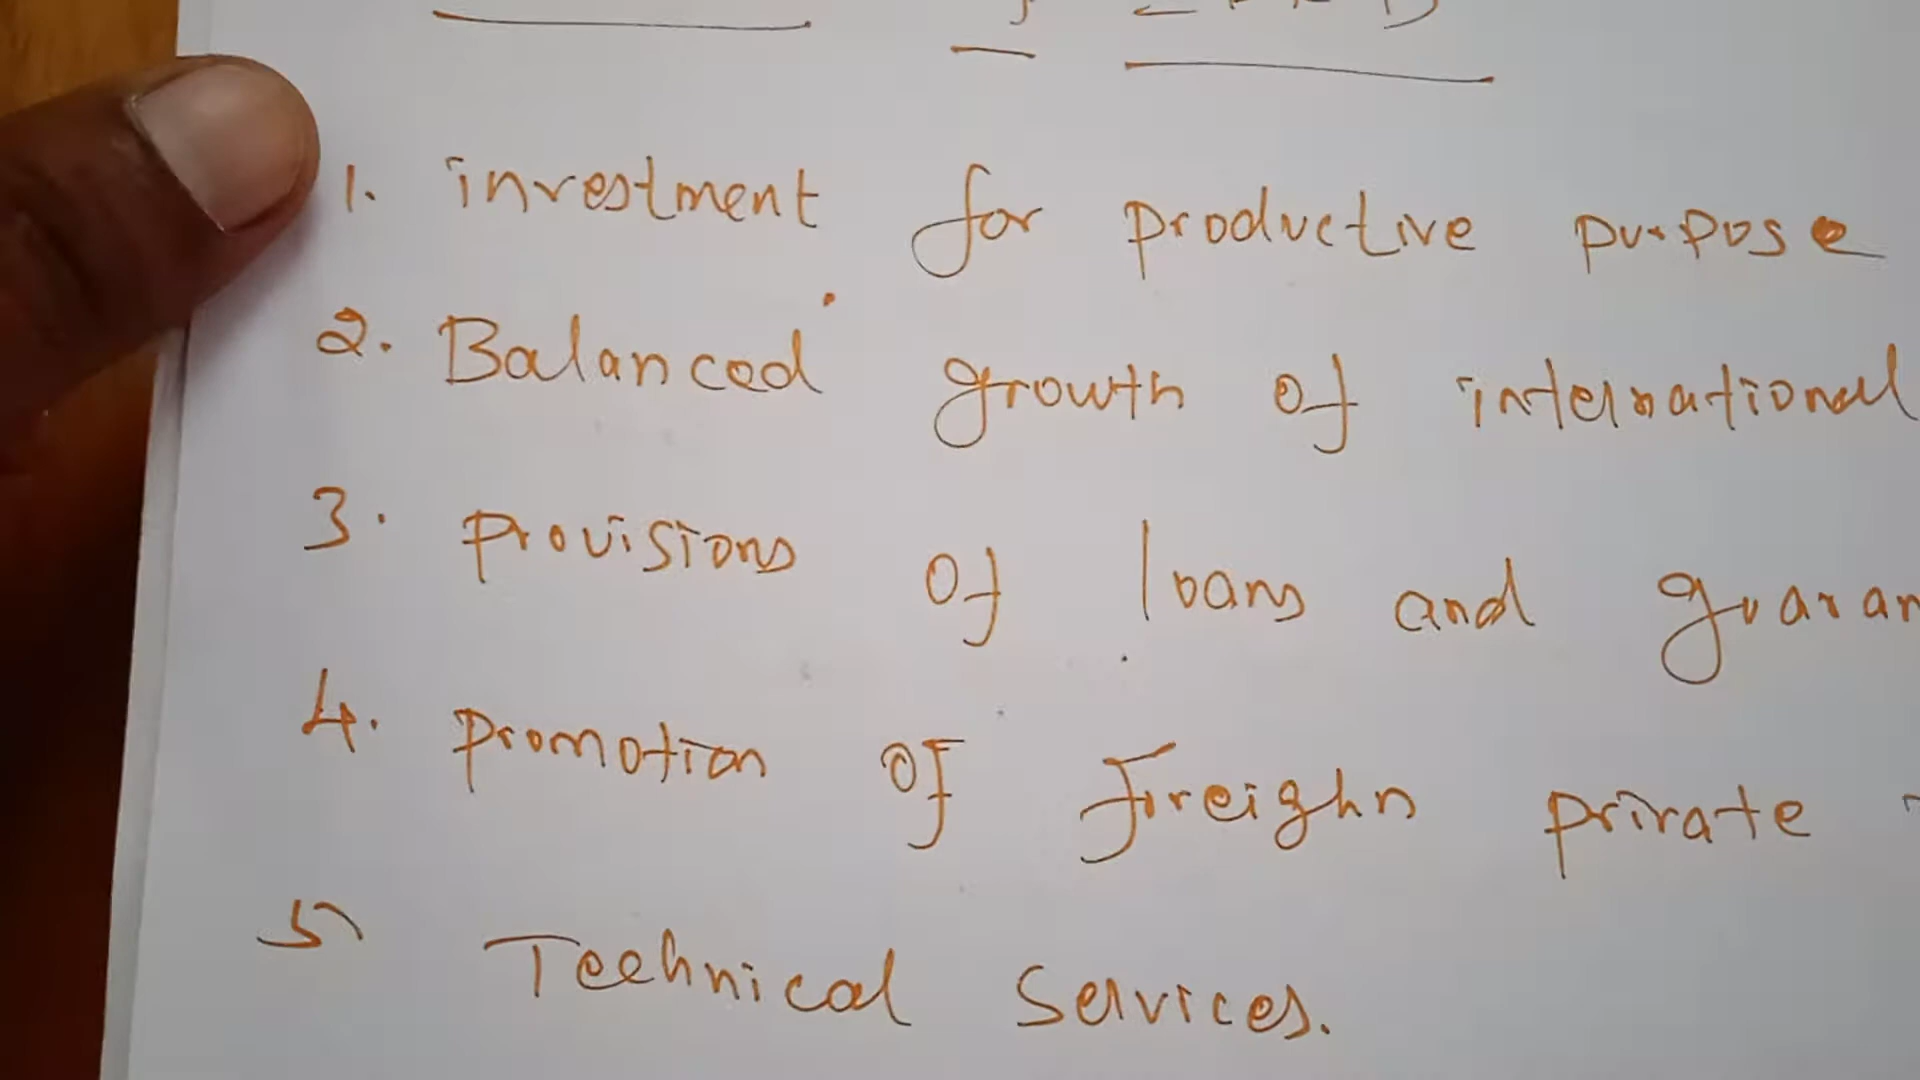 1. investment for productive purpose
2. Balanced growth of international
3. provisions of loans and guaran
4. promotion of Foreighn private
5 Technical Services.